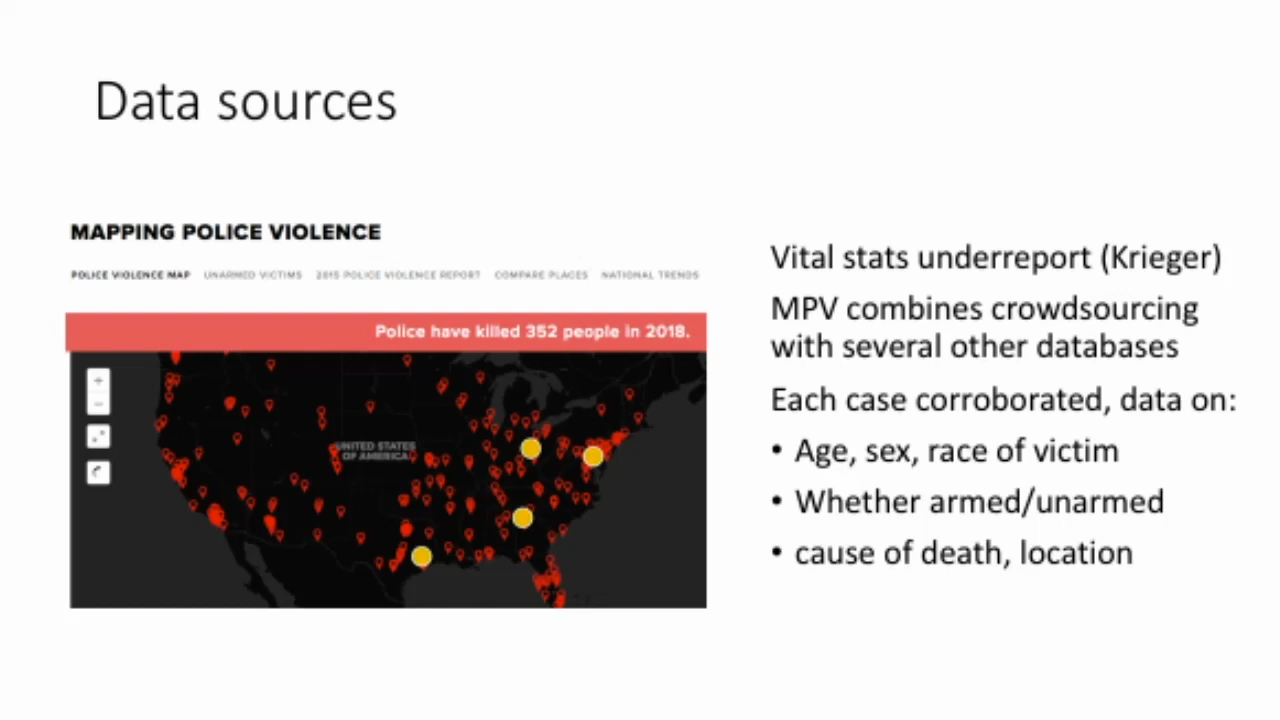 Data sources
MAPPING POLICE VIOLENCE
POLICE VIOLENCE MAP UNARMED VICTIMS 2015 POLICE VIOLENCE REPORT COMPARE PLACES NATIONAL TRENDS
Police have killed 352 people in 2018.
+
−
UNITED STATES
OF AMERICA
Vital stats underreport (Krieger)
MPV combines crowdsourcing
with several other databases
Each case corroborated, data on:
• Age, sex, race of victim
• Whether armed/unarmed
• cause of death, location